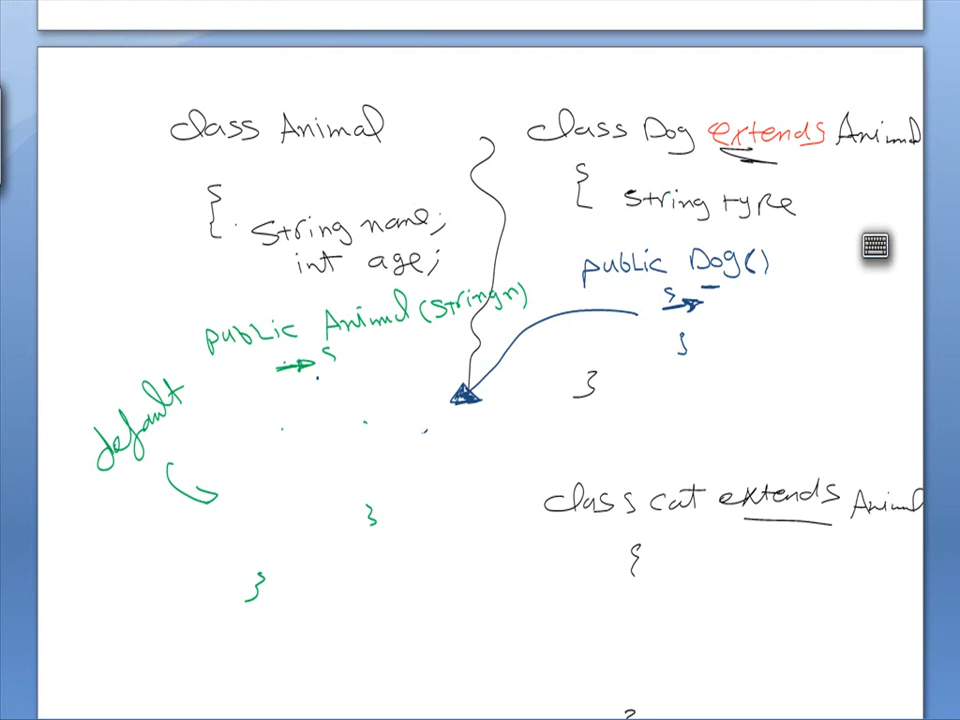 class Animal
{
String name;
int age;
public Animal(String n)
{
default
}
}
class Dog extends Animal
{ String type
public Dog()
{
}
}
class cat extends Animal
{